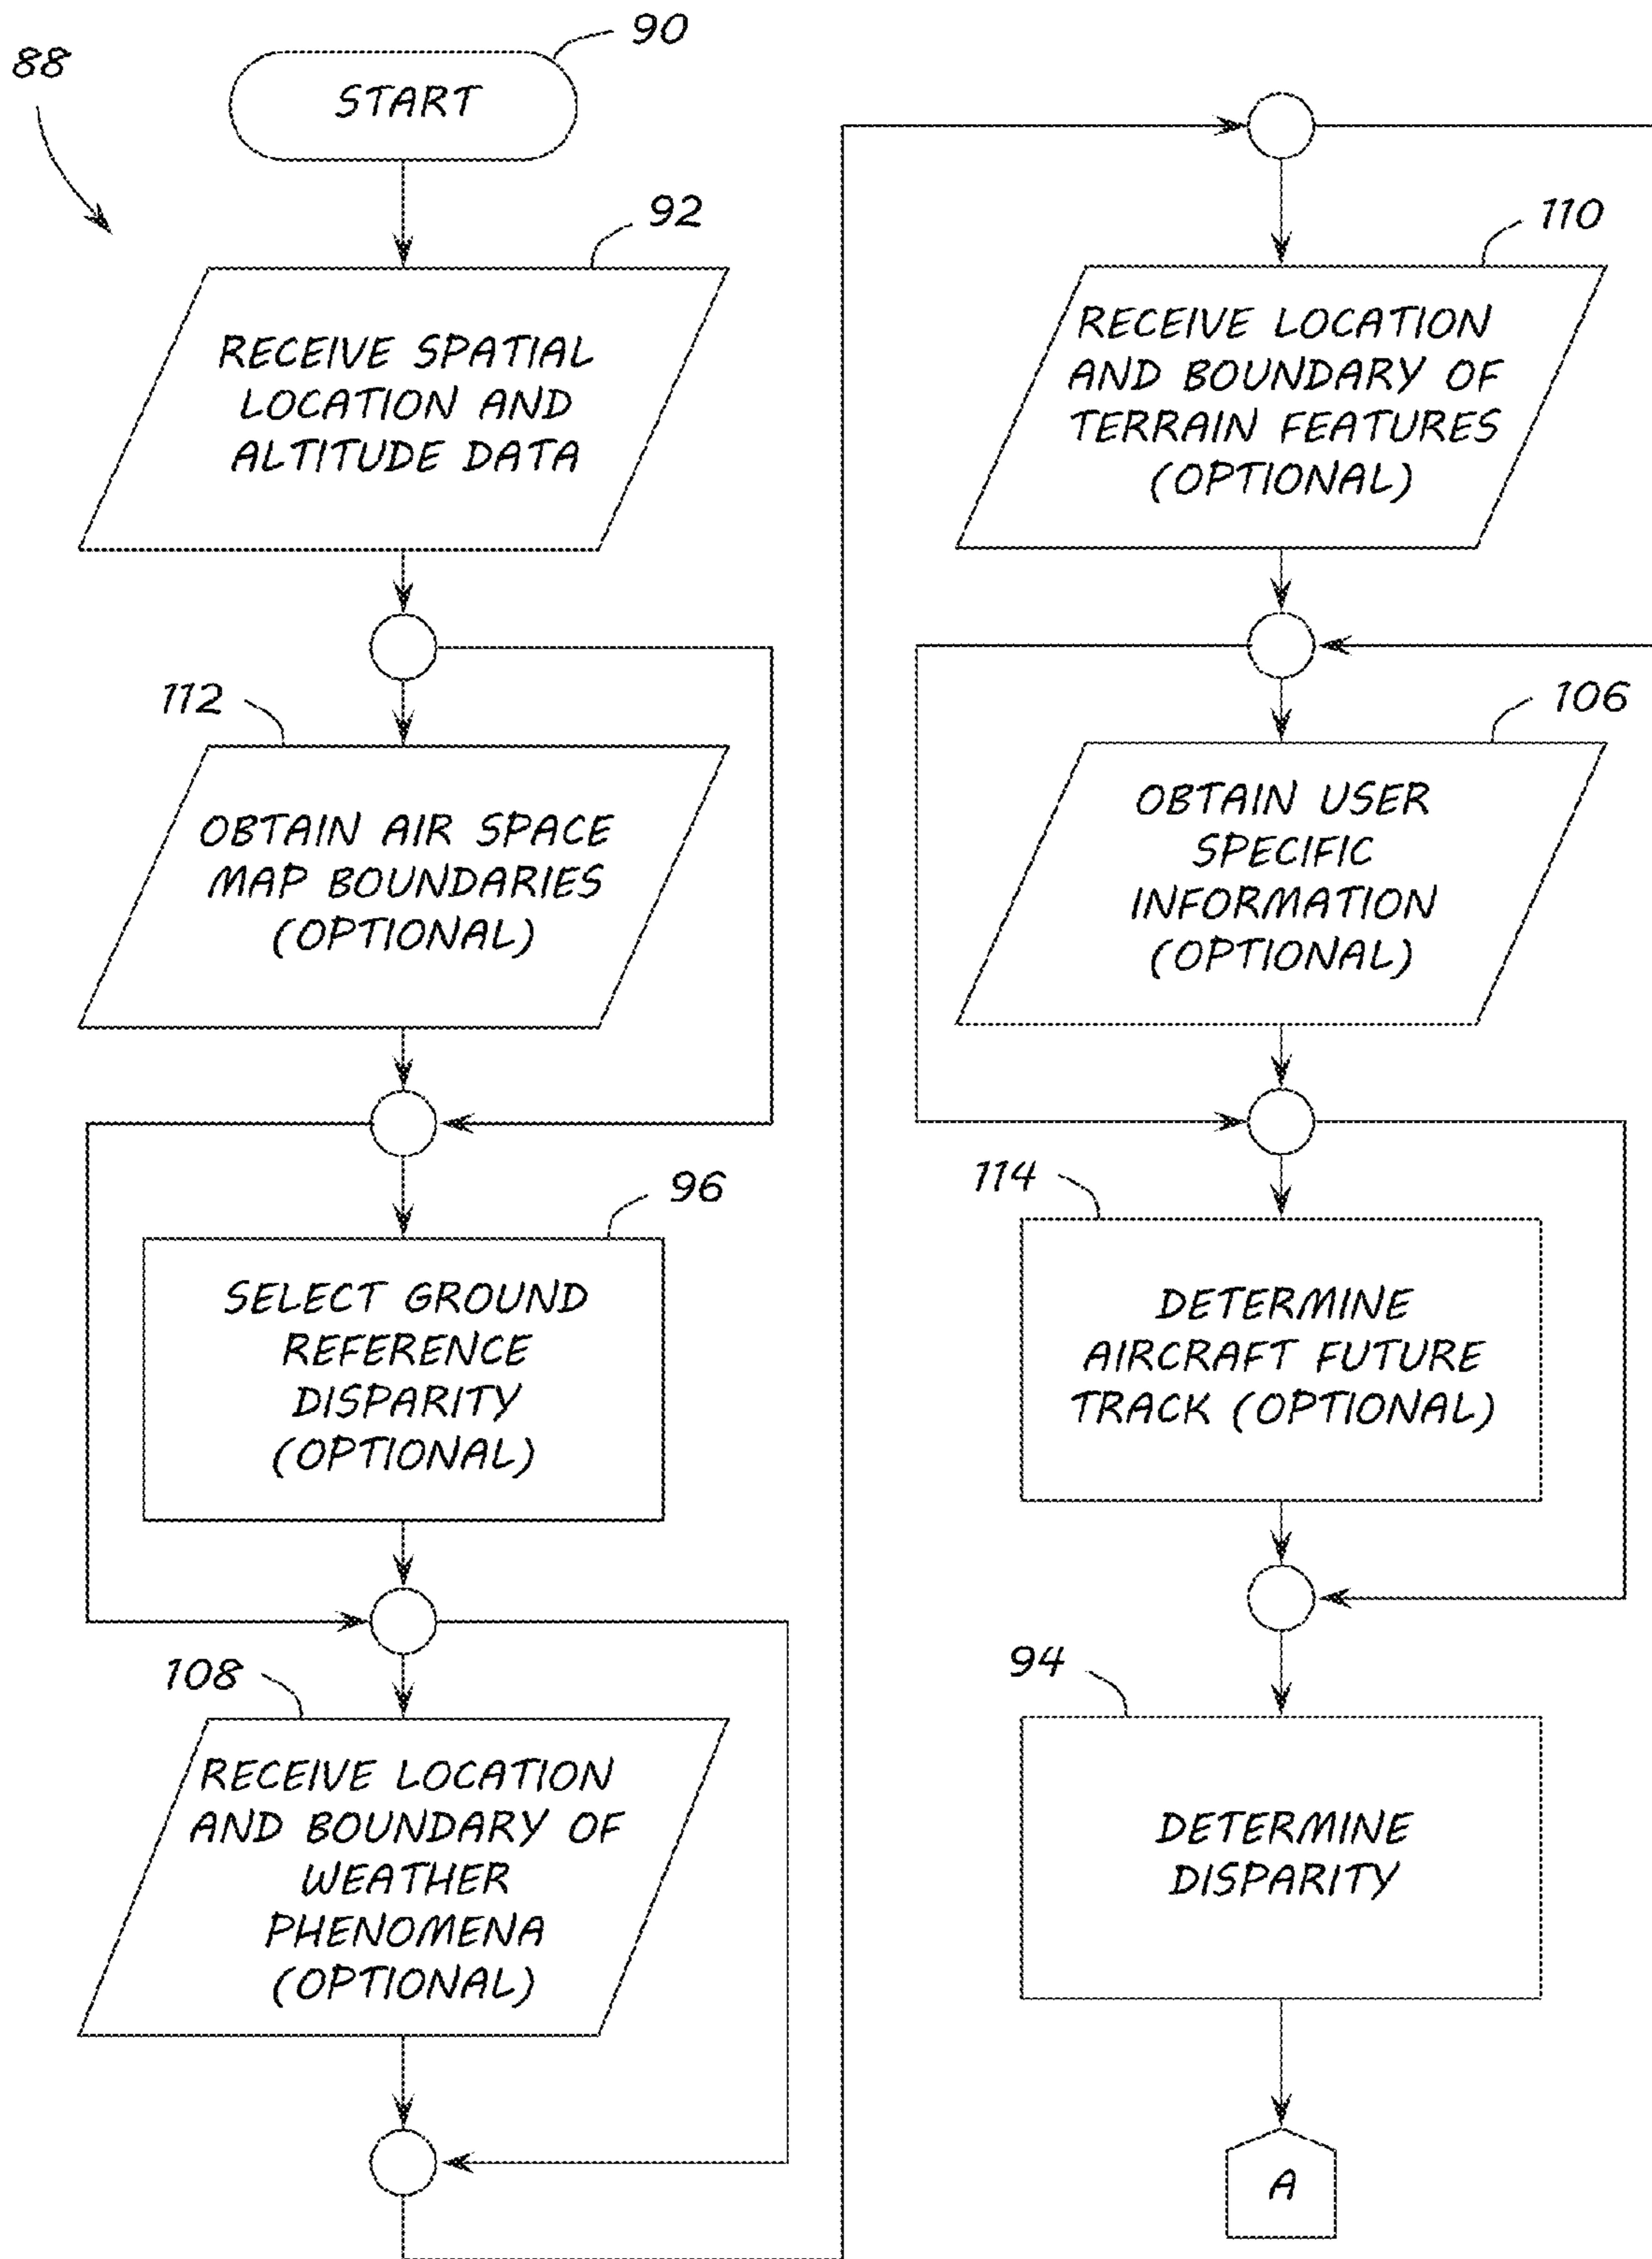 88
90
START
92
RECEIVE SPATIAL
LOCATION AND
ALTITUDE DATA
112
OBTAIN AIR SPACE
MAP BOUNDARIES
(OPTIONAL)
96
SELECT GROUND
REFERENCE
DISPARITY
(OPTIONAL)
108
RECEIVE LOCATION
AND BOUNDARY OF
WEATHER
PHENOMENA
(OPTIONAL)
110
RECEIVE LOCATION
AND BOUNDARY OF
TERRAIN FEATURES
(OPTIONAL)
106
OBTAIN USER
SPECIFIC
INFORMATION
(OPTIONAL)
114
DETERMINE
AIRCRAFT FUTURE
TRACK (OPTIONAL)
94
DETERMINE
DISPARITY
A